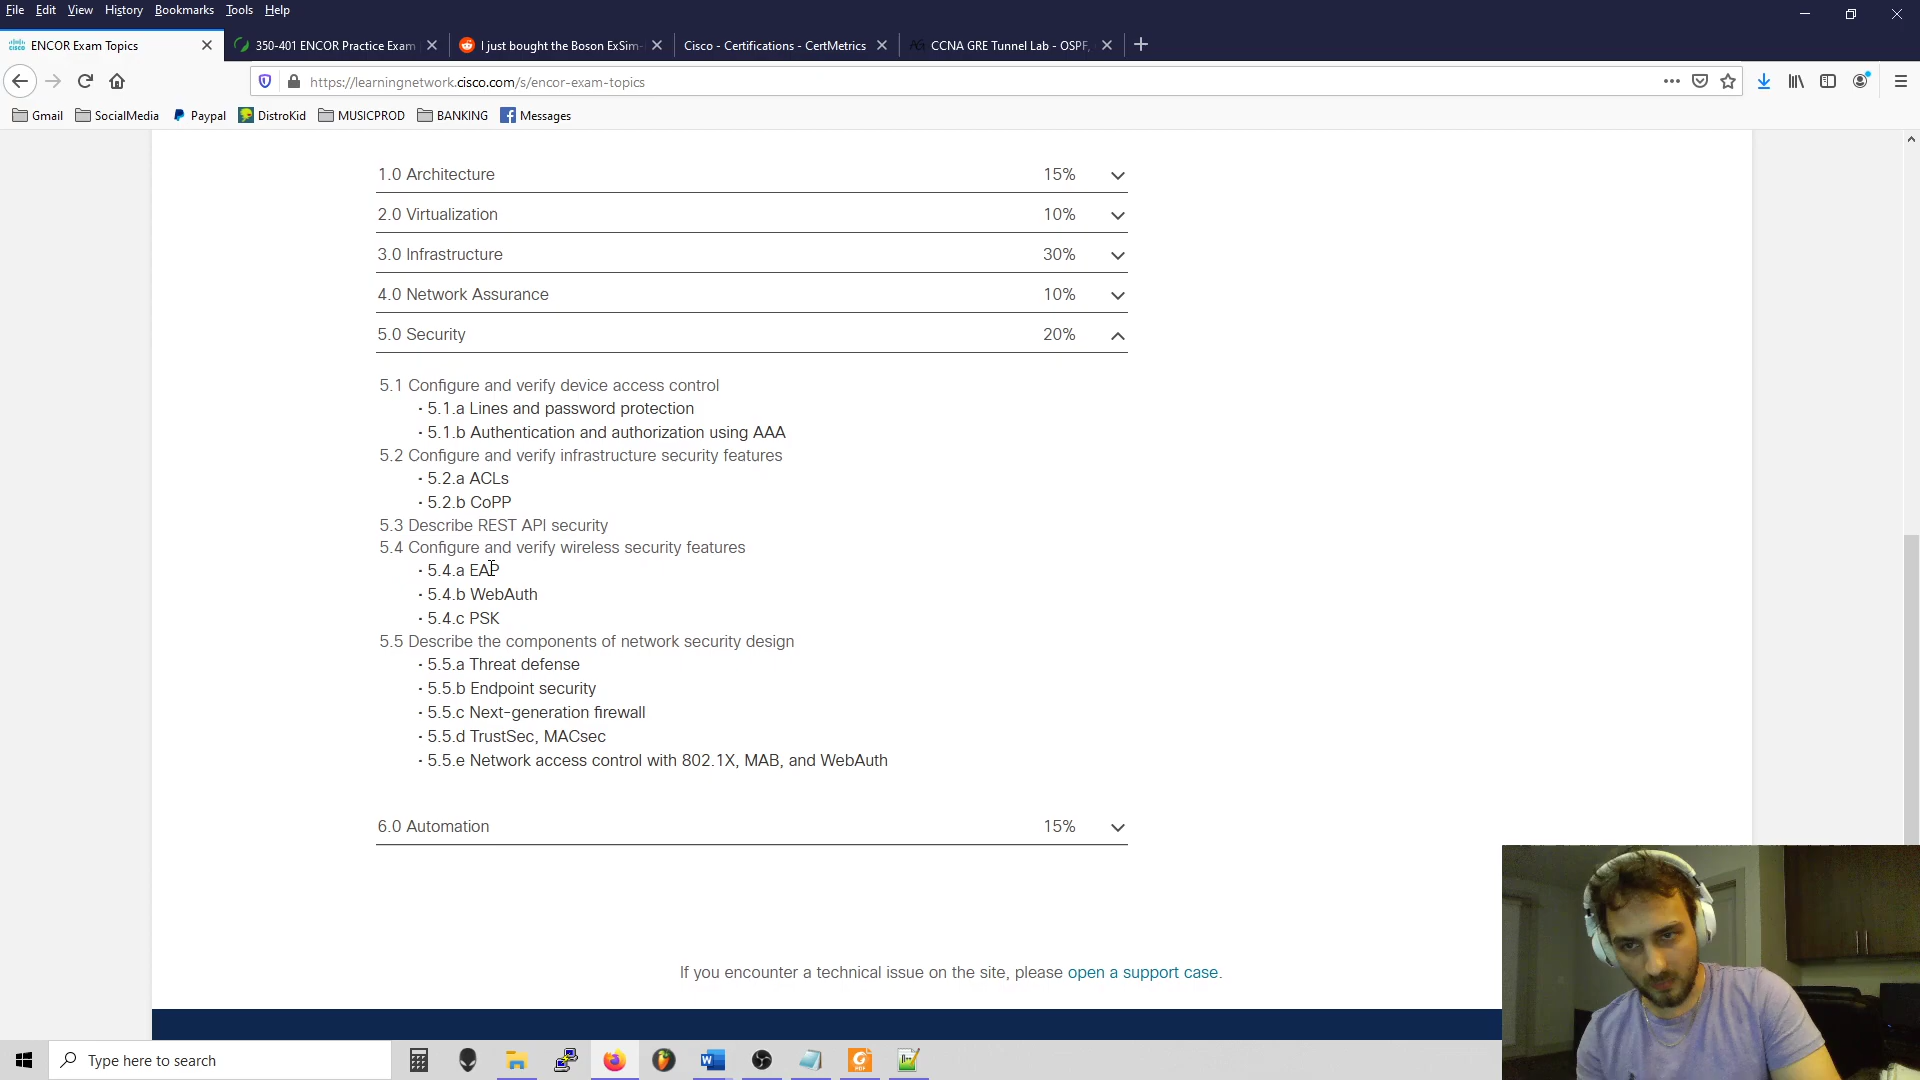 File Edit View History Bookmarks Tools Help
ENCOR Exam Topics
350-401 ENCOR Practice Exam
I just bought the Boson ExSim-
Cisco - Certifications - CertMetrics
CCNA GRE Tunnel Lab - OSPF,
https://learningnetwork.cisco.com/s/encor-exam-topics
Gmail SocialMedia Paypal DistroKid MUSICPROD BANKING Messages
1.0 Architecture 15%
2.0 Virtualization 10%
3.0 Infrastructure 30%
4.0 Network Assurance 10%
5.0 Security 20%
5.1 Configure and verify device access control
· 5.1.a Lines and password protection
· 5.1.b Authentication and authorization using AAA
5.2 Configure and verify infrastructure security features
· 5.2.a ACLs
· 5.2.b CoPP
5.3 Describe REST API security
5.4 Configure and verify wireless security features
· 5.4.a EAP
· 5.4.b WebAuth
· 5.4.c PSK
5.5 Describe the components of network security design
· 5.5.a Threat defense
· 5.5.b Endpoint security
· 5.5.c Next-generation firewall
· 5.5.d TrustSec, MACsec
· 5.5.e Network access control with 802.1X, MAB, and WebAuth
6.0 Automation 15%
If you encounter a technical issue on the site, please open a support case.
Type here to search